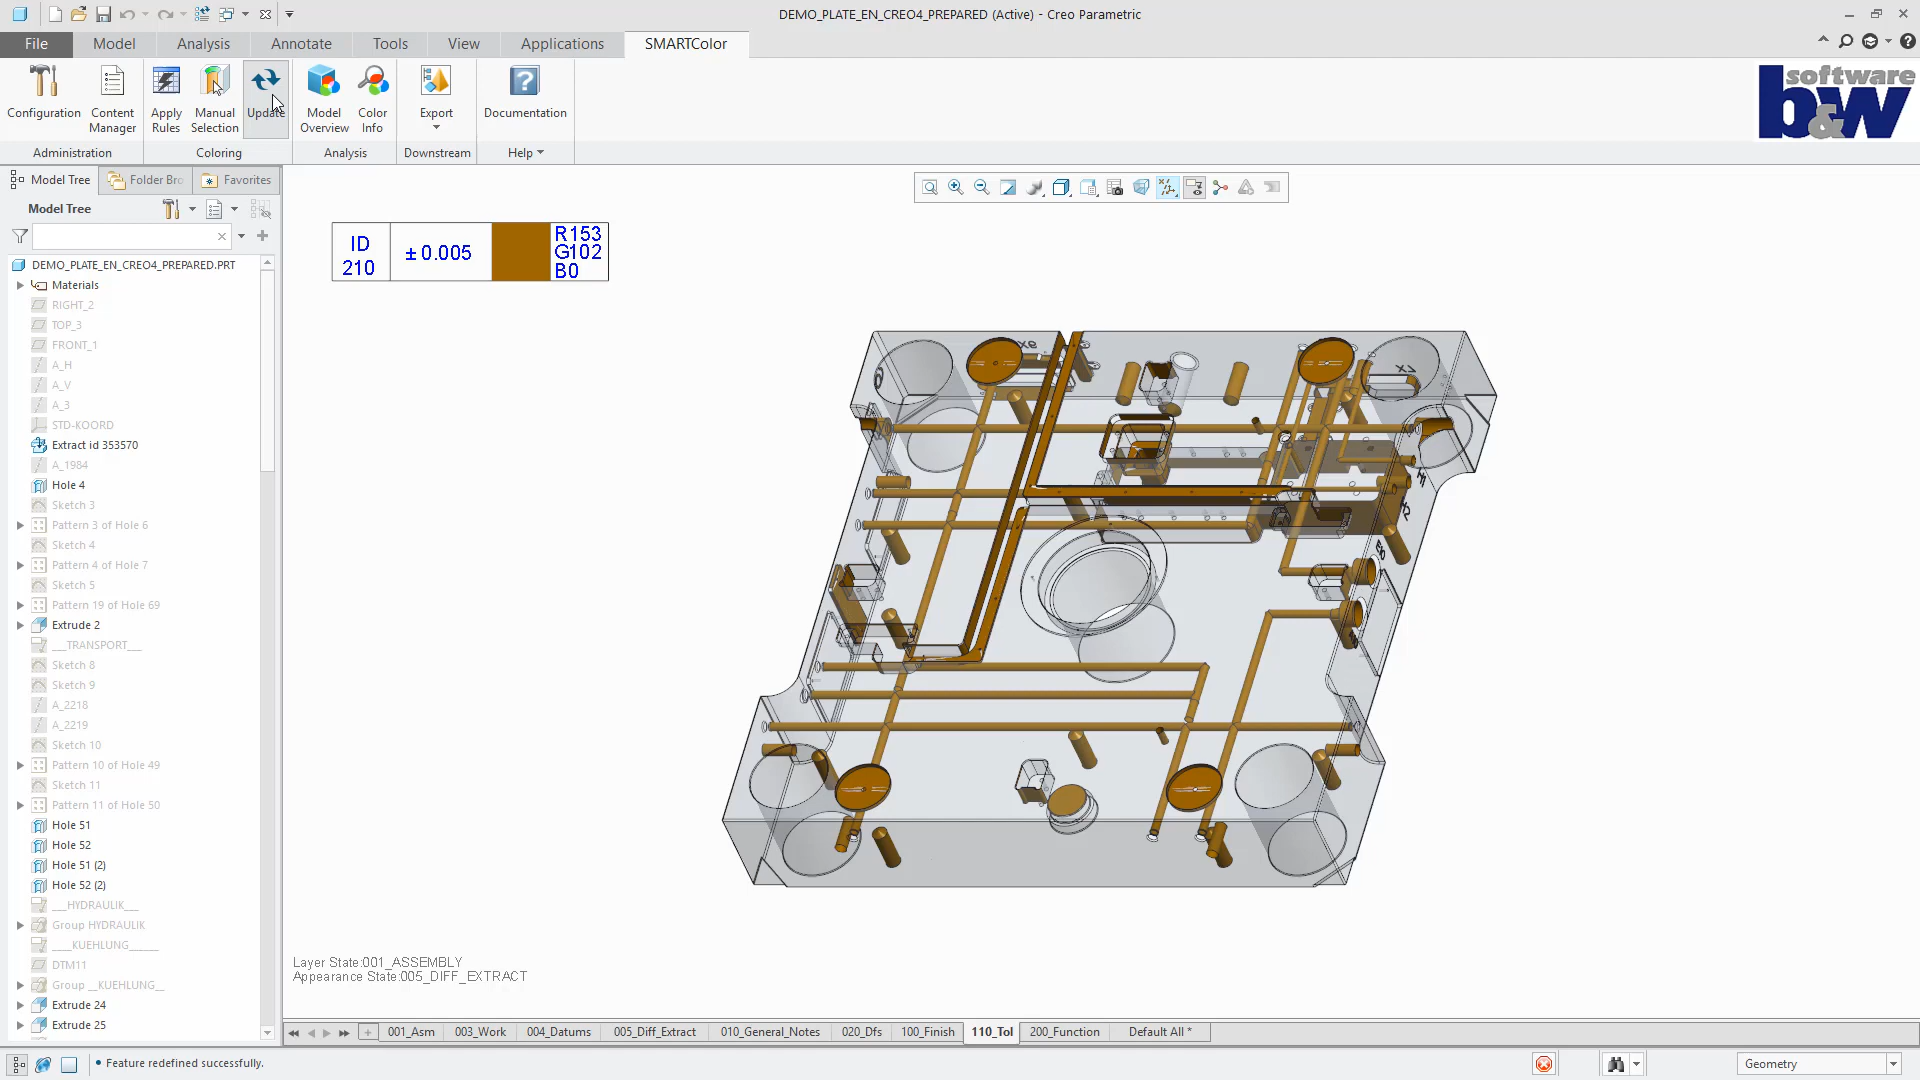 DEMO_PLATE_EN_CREO4_PREPARED (Active) - Creo Parametric
File
Model
Analysis
Annotate
Tools
View
Applications
SMARTColor
Configuration
Content Manager
Apply Rules
Manual Selection
Update
Model Overview
Color Info
Export
Documentation
Administration
Coloring
Analysis
Downstream
Help
software
b&w
Model Tree
Folder Bro
Favorites
Model Tree
DEMO_PLATE_EN_CREO4_PREPARED.PRT
Materials
RIGHT_2
TOP_3
FRONT_1
A_H
A_V
A_3
STD-KOORD
Extract id 353570
A_1984
Hole 4
Sketch 3
Pattern 3 of Hole 6
Sketch 4
Pattern 4 of Hole 7
Sketch 5
Pattern 19 of Hole 69
Extrude 2
___TRANSPORT___
Sketch 8
Sketch 9
A_2218
A_2219
Sketch 10
Pattern 10 of Hole 49
Sketch 11
Pattern 11 of Hole 50
Hole 51
Hole 52
Hole 51 (2)
Hole 52 (2)
___HYDRAULIK___
Group HYDRAULIK
____KUEHLUNG______
DTM11
Group __KUEHLUNG_
Extrude 24
Extrude 25
ID
210
± 0.005
R153
G102
B0
Layer State:001_ASSEMBLY
Appearance State:005_DIFF_EXTRACT
001_Asm
003_Work
004_Datums
005_Diff_Extract
010_General_Notes
020_Dfs
100_Finish
110_Tol
200_Function
Default All *
• Feature redefined successfully.
Geometry